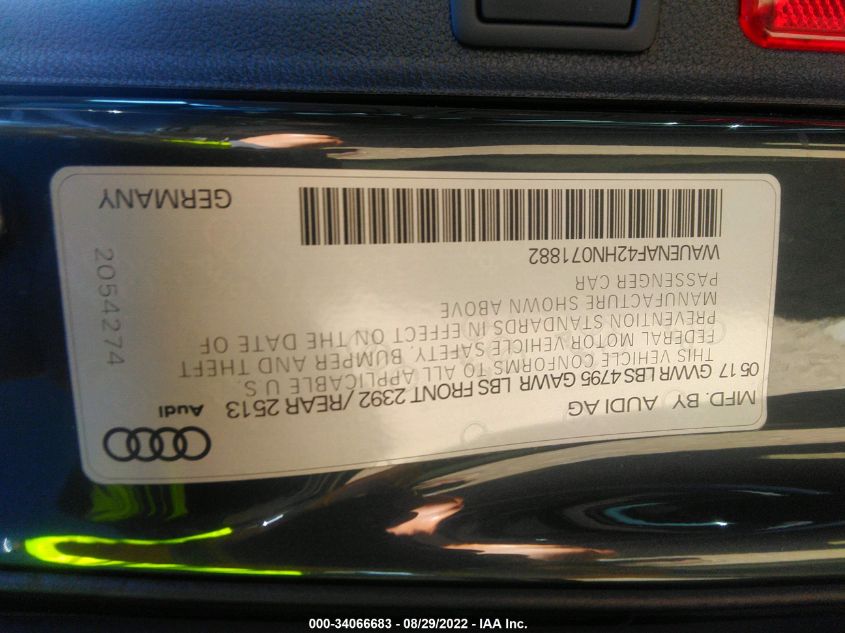 MFD. BY AUDI AG
Audi
0517 GVWR LBS 4795 GAWR LBS FRONT 2392 / REAR 2513
THIS VEHICLE CONFORMS TO ALL APPLICABLE U.S.
FEDERAL MOTOR VEHICLE SAFETY, BUMPER AND THEFT
PREVENTION STANDARDS IN EFFECT ON THE DATE OF
MANUFACTURE SHOWN ABOVE
PASSENGER CAR
2054274
WAUENAF42HN071882
GERMANY
000-34066683 / 08/29/2022 - IAA Inc.